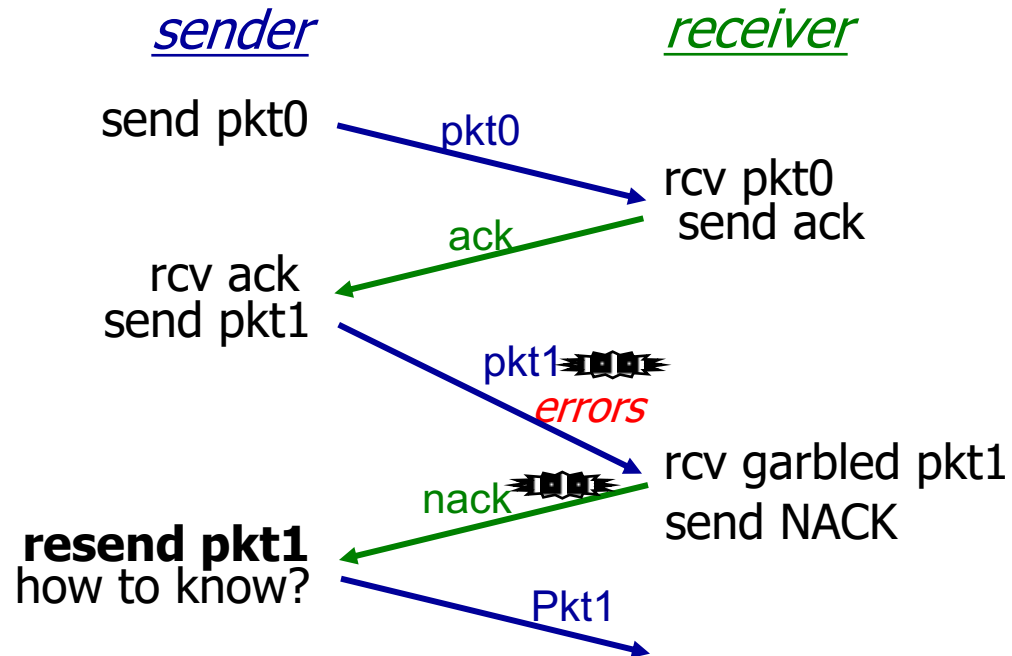 sender
receiver
send pkt0
pkt0
rcv pkt0
send ack
ack
rcv ack
send pkt1
pkt1
errors
rcv garbled pkt1
send NACK
nack
resend pkt1
how to know?
Pkt1